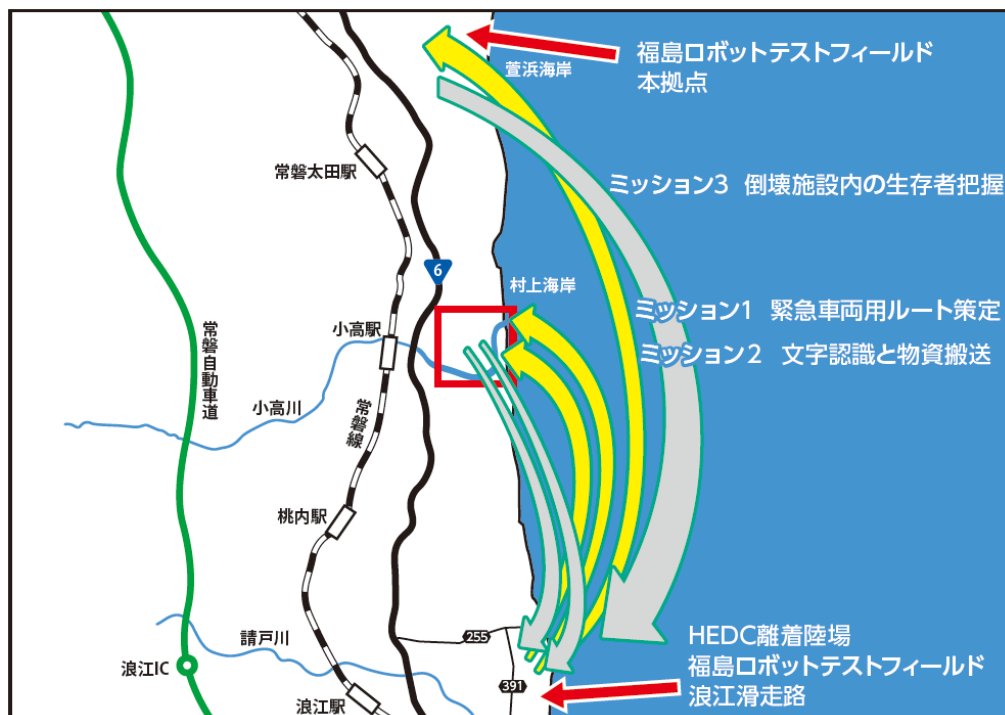 福島ロボットテストフィールド
本拠点
萱浜海岸
常磐太田駅
ミッション3 倒壊施設内の生存者把握
6
村上海岸
ミッション1 緊急車両用ルート策定
小高駅
ミッション2 文字認識と物資搬送
常磐自動車道
小高川
常磐線
桃内駅
255
HEDC離着陸場
請戸川
福島ロボットテストフィールド
浪江IC
391
浪江滑走路
浪江駅